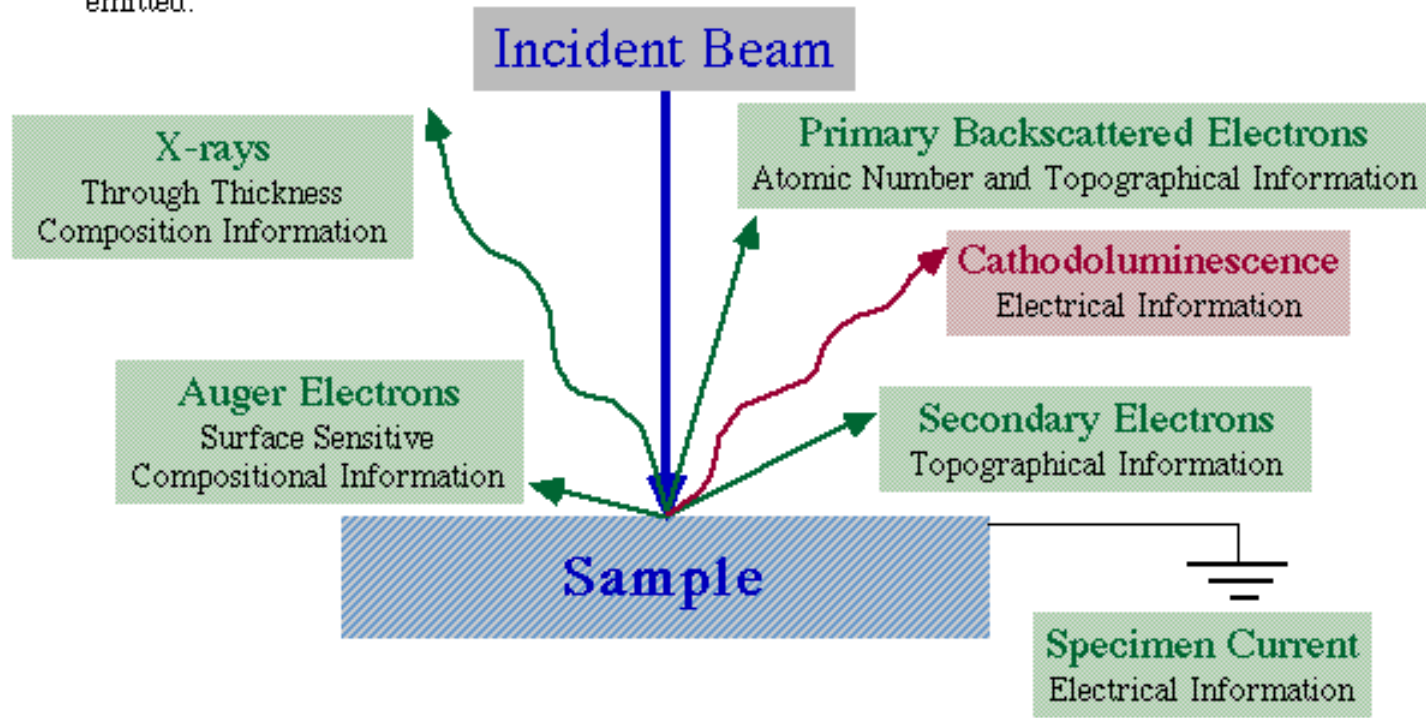 emitted.
Incident Beam
X-rays
Through Thickness
Composition Information
Primary Backscattered Electrons
Atomic Number and Topographical Information
Cathodoluminescence
Electrical Information
Auger Electrons
Surface Sensitive
Compositional Information
Secondary Electrons
Topographical Information
Sample
Specimen Current
Electrical Information